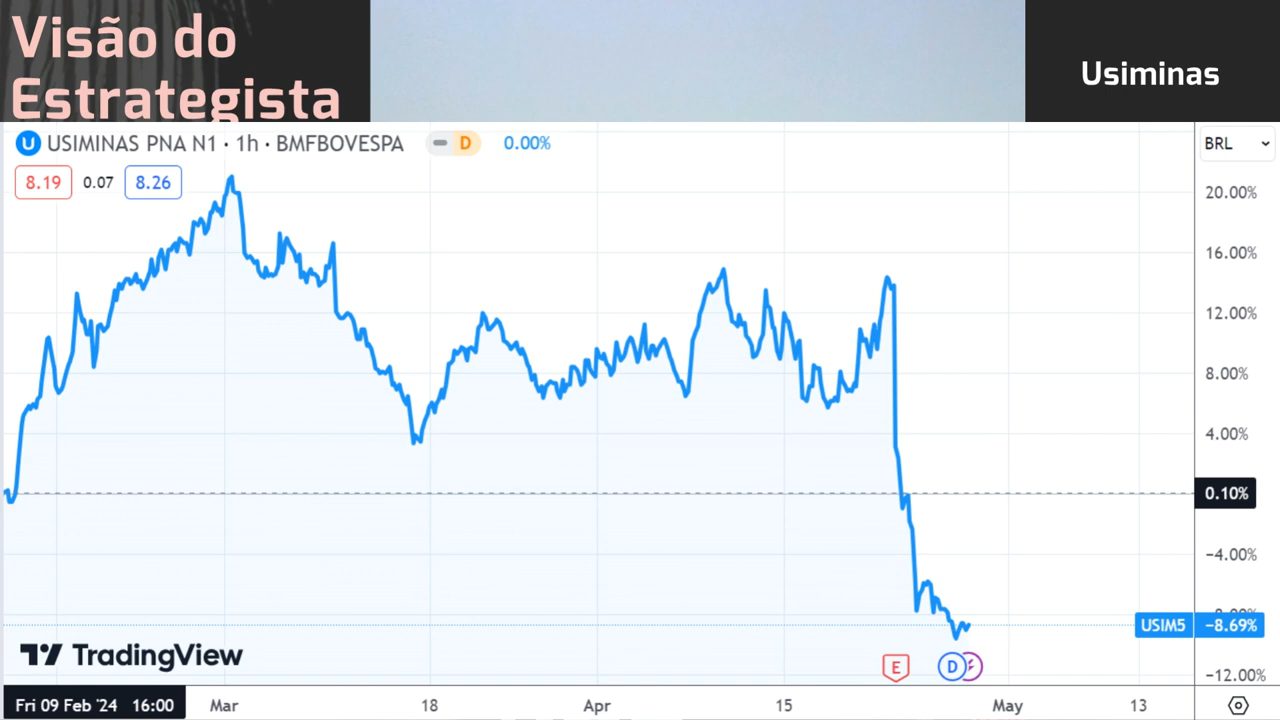 Visão do
Estrategista
Usiminas
USIMINAS PNA N1 · 1h · BMFBOVESPA D 0.00% BRL
8.19 0.07 8.26
20.00%
16.00%
12.00%
8.00%
4.00%
0.10%
−4.00%
−8.00%
USIM5 −8.69%
TradingView
E D
−12.00%
Fri 09 Feb '24 16:00 Mar 18 Apr 15 May 13